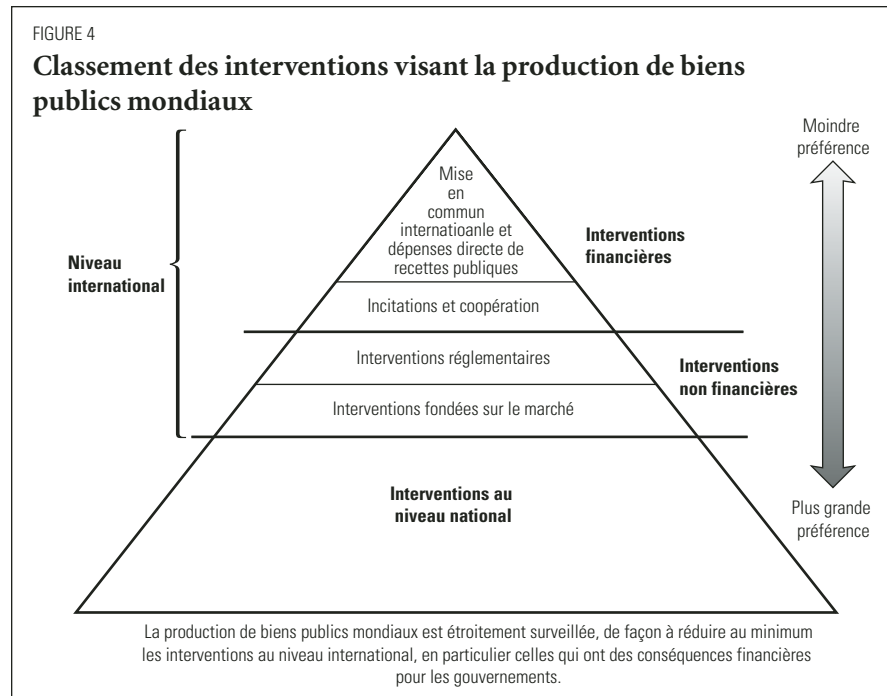 FIGURE 4
Classement des interventions visant la production de biens
publics mondiaux
Moindre
préférence
Mise
en
commun
internatioanle et
dépenses directe de
recettes publiques
Interventions
financières
Niveau
international
Incitations et coopération
Interventions réglementaires
Interventions
non financières
Interventions fondées sur le marché
Interventions au
niveau national
Plus grande
préférence
La production de biens publics mondiaux est étroitement surveillée, de façon à réduire au minimum
les interventions au niveau international, en particulier celles qui ont des conséquences financières
pour les gouvernements.